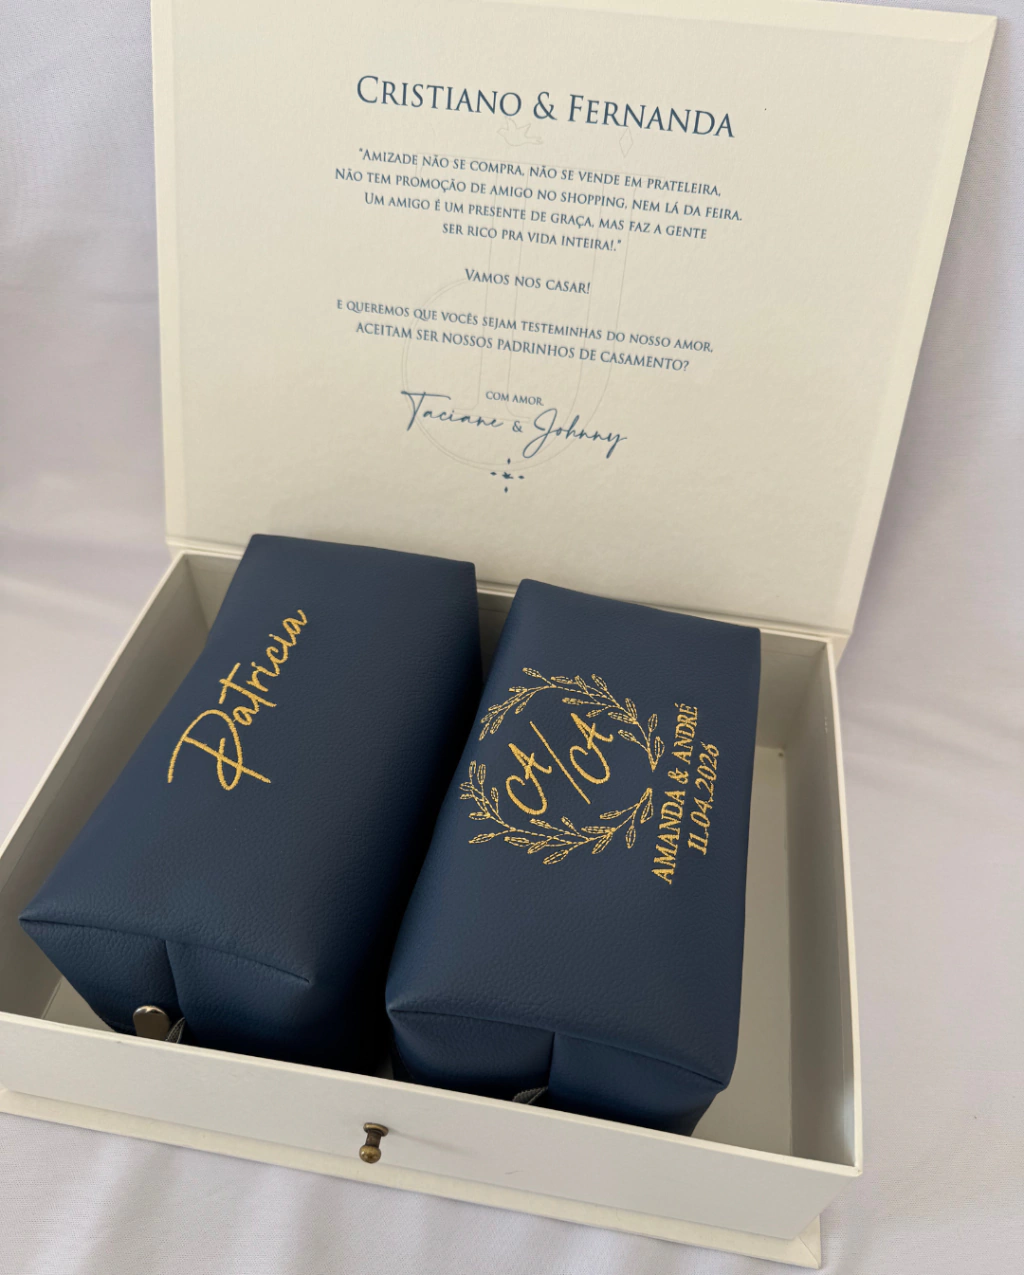 CRISTIANO & FERNANDA
"AMIZADE NÃO SE COMPRA, NÃO SE VENDE EM PRATELEIRA,
NÃO TEM PROMOÇÃO DE AMIGO NO SHOPPING, NEM LÁ DA FEIRA.
UM AMIGO É UM PRESENTE DE GRAÇA, MAS FAZ A GENTE
SER RICO PRA VIDA INTEIRA!."
VAMOS NOS CASAR!
E QUEREMOS QUE VOCÊS SEJAM TESTEMINHAS DO NOSSO AMOR,
ACEITAM SER NOSSOS PADRINHOS DE CASAMENTO?
COM AMOR,
Taciane & Johnny
Patricia
CA/CA
AMANDA & ANDRÉ
11.04.2026